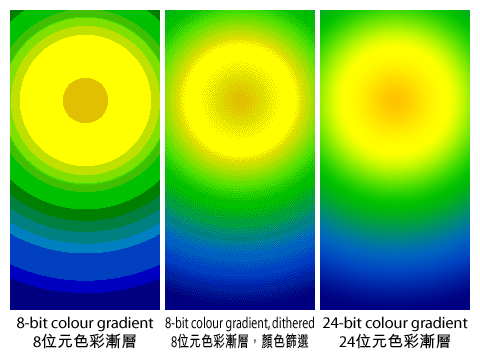 8-bit colour gradient
8位元色彩漸層
8-bit colour gradient, dithered
8位元色彩漸層，顏色篩選
24-bit colour gradient
24位元色彩漸層